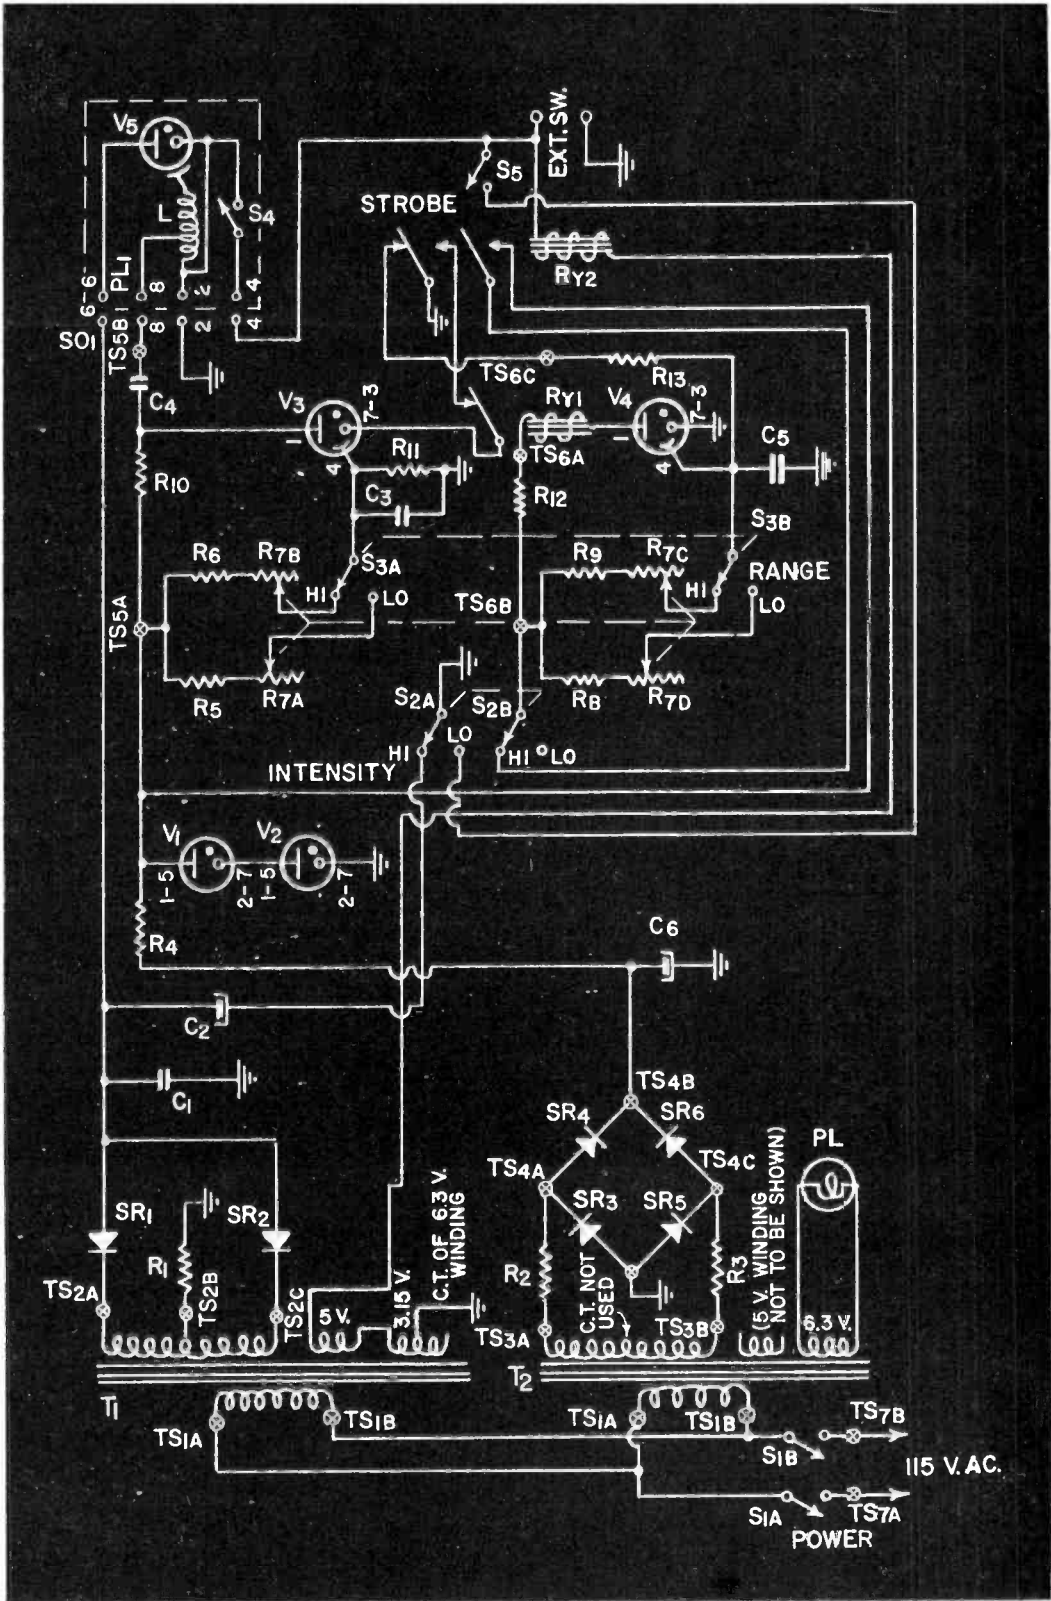 V5
L
S4
EXT. SW.
S5
STROBE
RY2
6-6
PL1
8
2
4
SO1
TS5B
8
2
4
TS6C
R13
C4
V3
7-3
RY1
V4
7-3
1
4
R11
TS6A
1
4
C5
R10
C3
R12
S3B
R6
R7B
S3A
R9
R7C
RANGE
HI
LO
TS6B
HI
LO
TS5A
R5
R7A
S2A
S2B
R8
R7D
HI
LO
HI
LO
INTENSITY
V1
V2
1-5
2-7
1-5
2-7
R4
C6
C2
C1
TS4B
SR4
SR6
TS4A
TS4C
PL
SR1
SR2
SR3
SR5
R1
R2
R3
TS2A
TS2B
TS2C
5V.
3.15 V.
C.T. OF 6.3 V.
WINDING
C.T. NOT
USED
(5 V. WINDING
NOT TO BE SHOWN)
6.3 V.
TS3A
TS3B
T1
T2
TS1A
TS1B
TS1A
TS1B
TS7B
S1B
115 V. AC.
S1A
TS7A
POWER